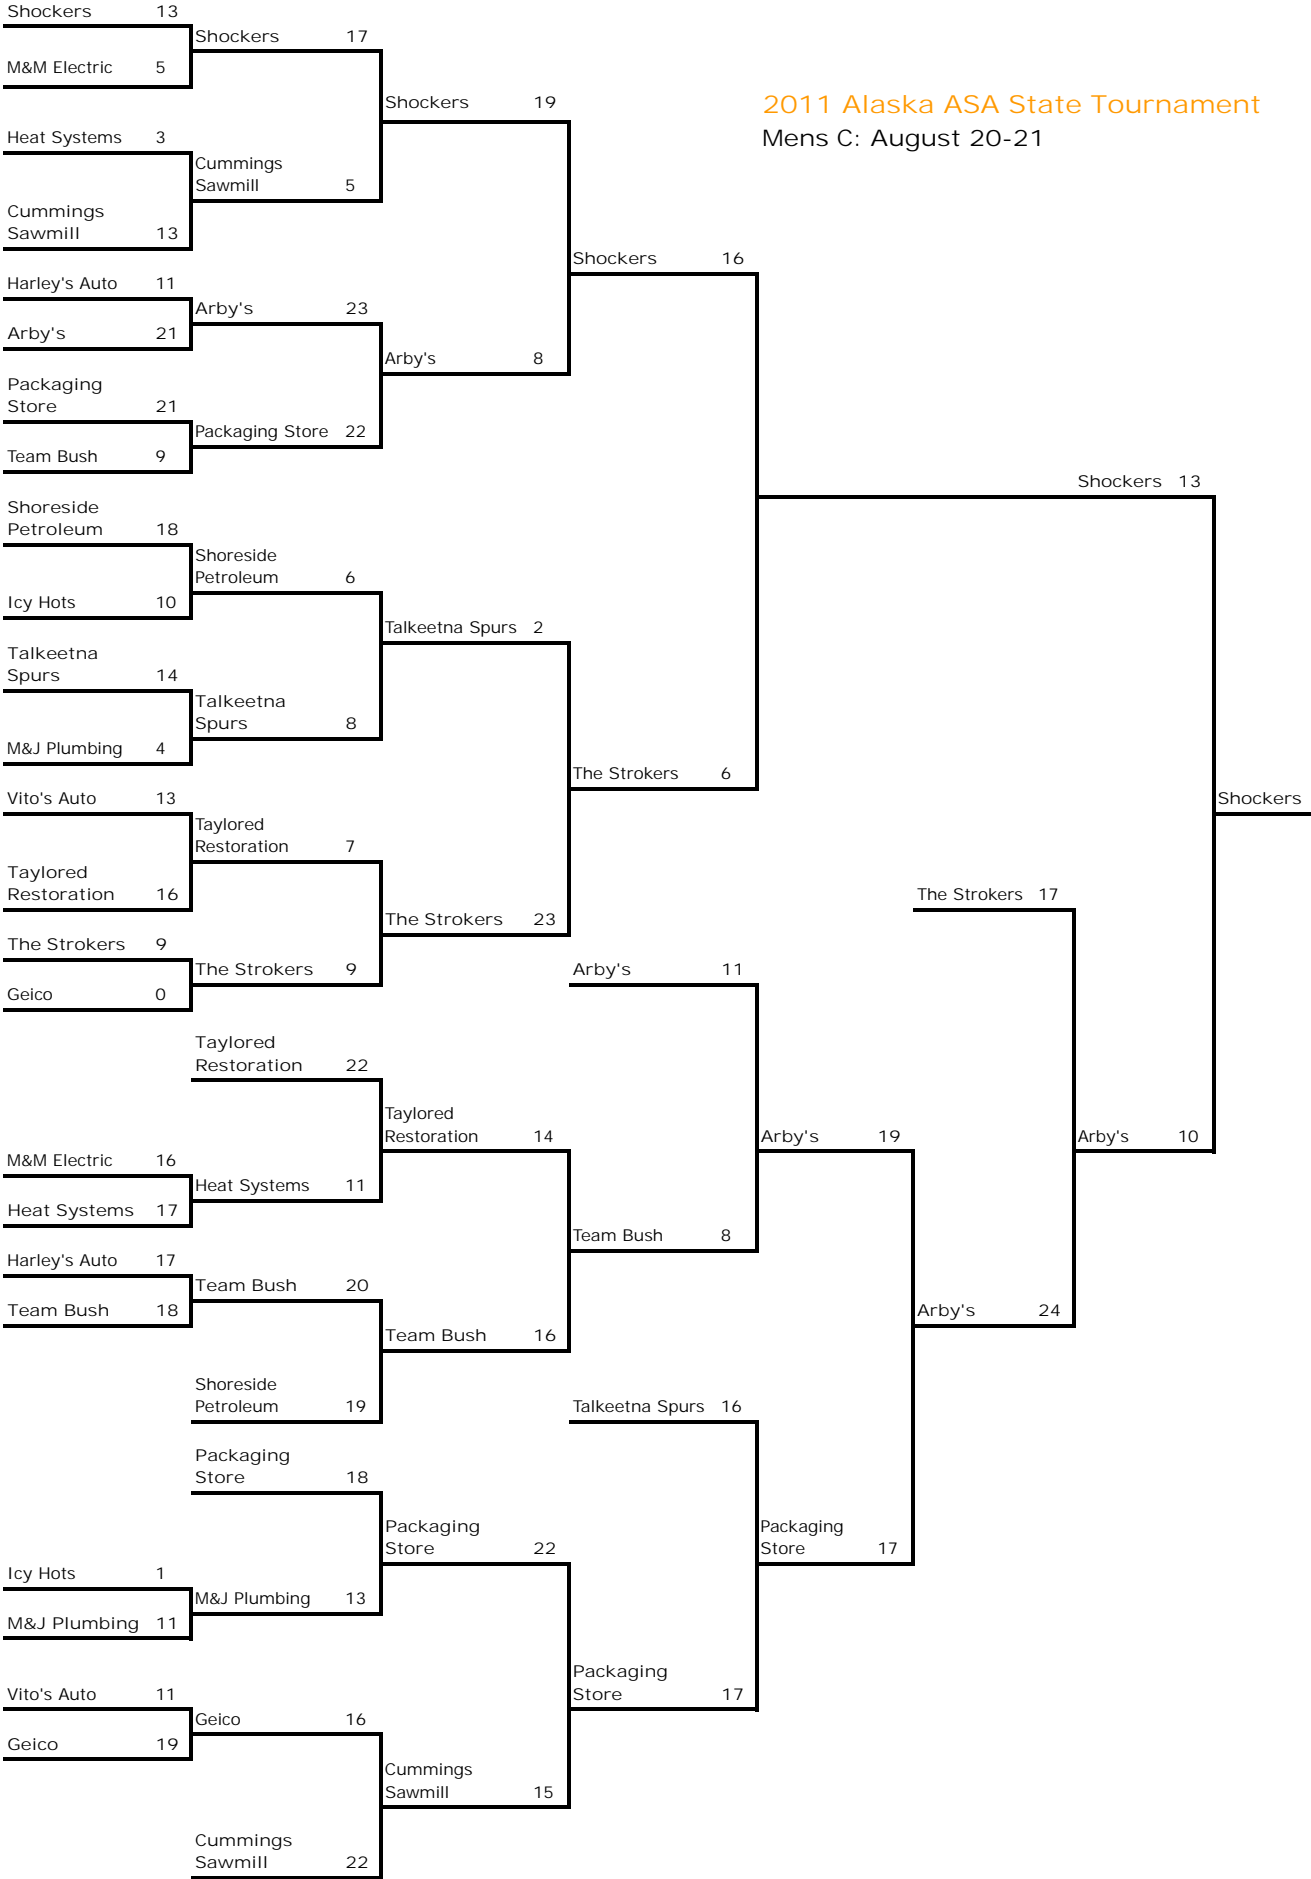 Shockers 13
Shockers 17
M&M Electric 5
Shockers 19
2011 Alaska ASA State Tournament
Mens C: August 20-21
Heat Systems 3
Cummings
Sawmill 5
Cummings
Sawmill 13
Shockers 16
Harley's Auto 11
Arby's 23
Arby's 21
Arby's 8
Packaging
Store 21
Packaging Store 22
Team Bush 9
Shockers 13
Shoreside
Petroleum 18
Shoreside
Petroleum 6
Icy Hots 10
Talkeetna Spurs 2
Talkeetna
Spurs 14
Talkeetna
Spurs 8
M&J Plumbing 4
The Strokers 6
Vito's Auto 13
Shockers
Taylored
Restoration 7
Taylored
Restoration 16
The Strokers 17
The Strokers 23
The Strokers 9
The Strokers 9
Arby's 11
Geico 0
Taylored
Restoration 22
Taylored
Restoration 14
Arby's 19
Arby's 10
M&M Electric 16
Heat Systems 11
Heat Systems 17
Team Bush 8
Harley's Auto 17
Team Bush 20
Team Bush 18
Arby's 24
Team Bush 16
Shoreside
Petroleum 19
Talkeetna Spurs 16
Packaging
Store 18
Packaging
Store 22
Packaging
Store 17
Icy Hots 1
M&J Plumbing 13
M&J Plumbing 11
Packaging
Store 17
Vito's Auto 11
Geico 16
Geico 19
Cummings
Sawmill 15
Cummings
Sawmill 22